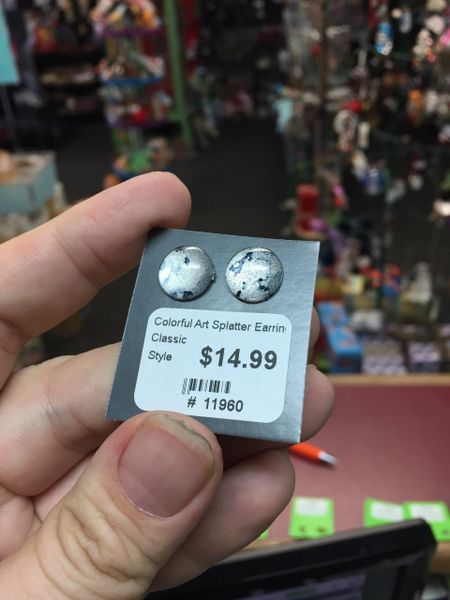 Colorful Art Splatter Earrin
Classic
Style $14.99
# 11960